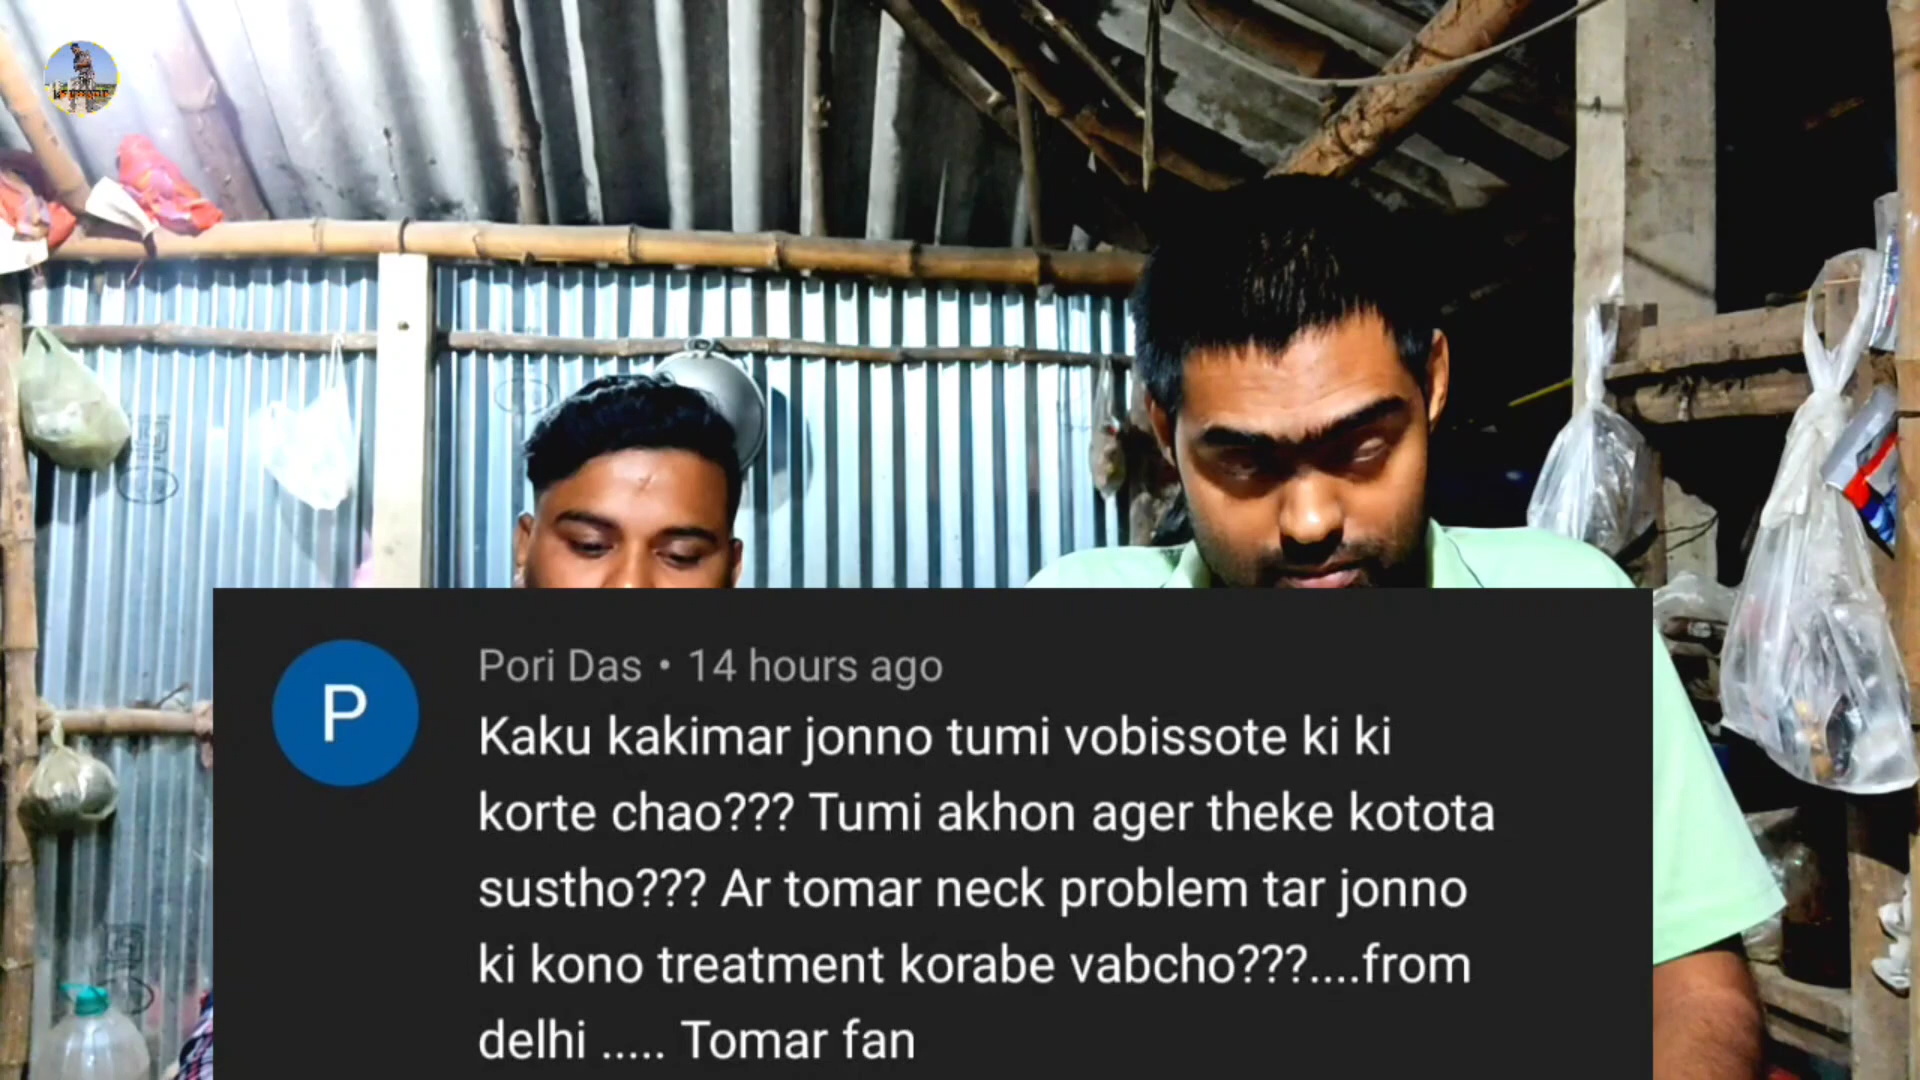 P
Pori Das • 14 hours ago
Kaku kakimar jonno tumi vobissote ki ki
korte chao??? Tumi akhon ager theke kotota
sustho??? Ar tomar neck problem tar jonno
ki kono treatment korabe vabcho???....from
delhi ..... Tomar fan